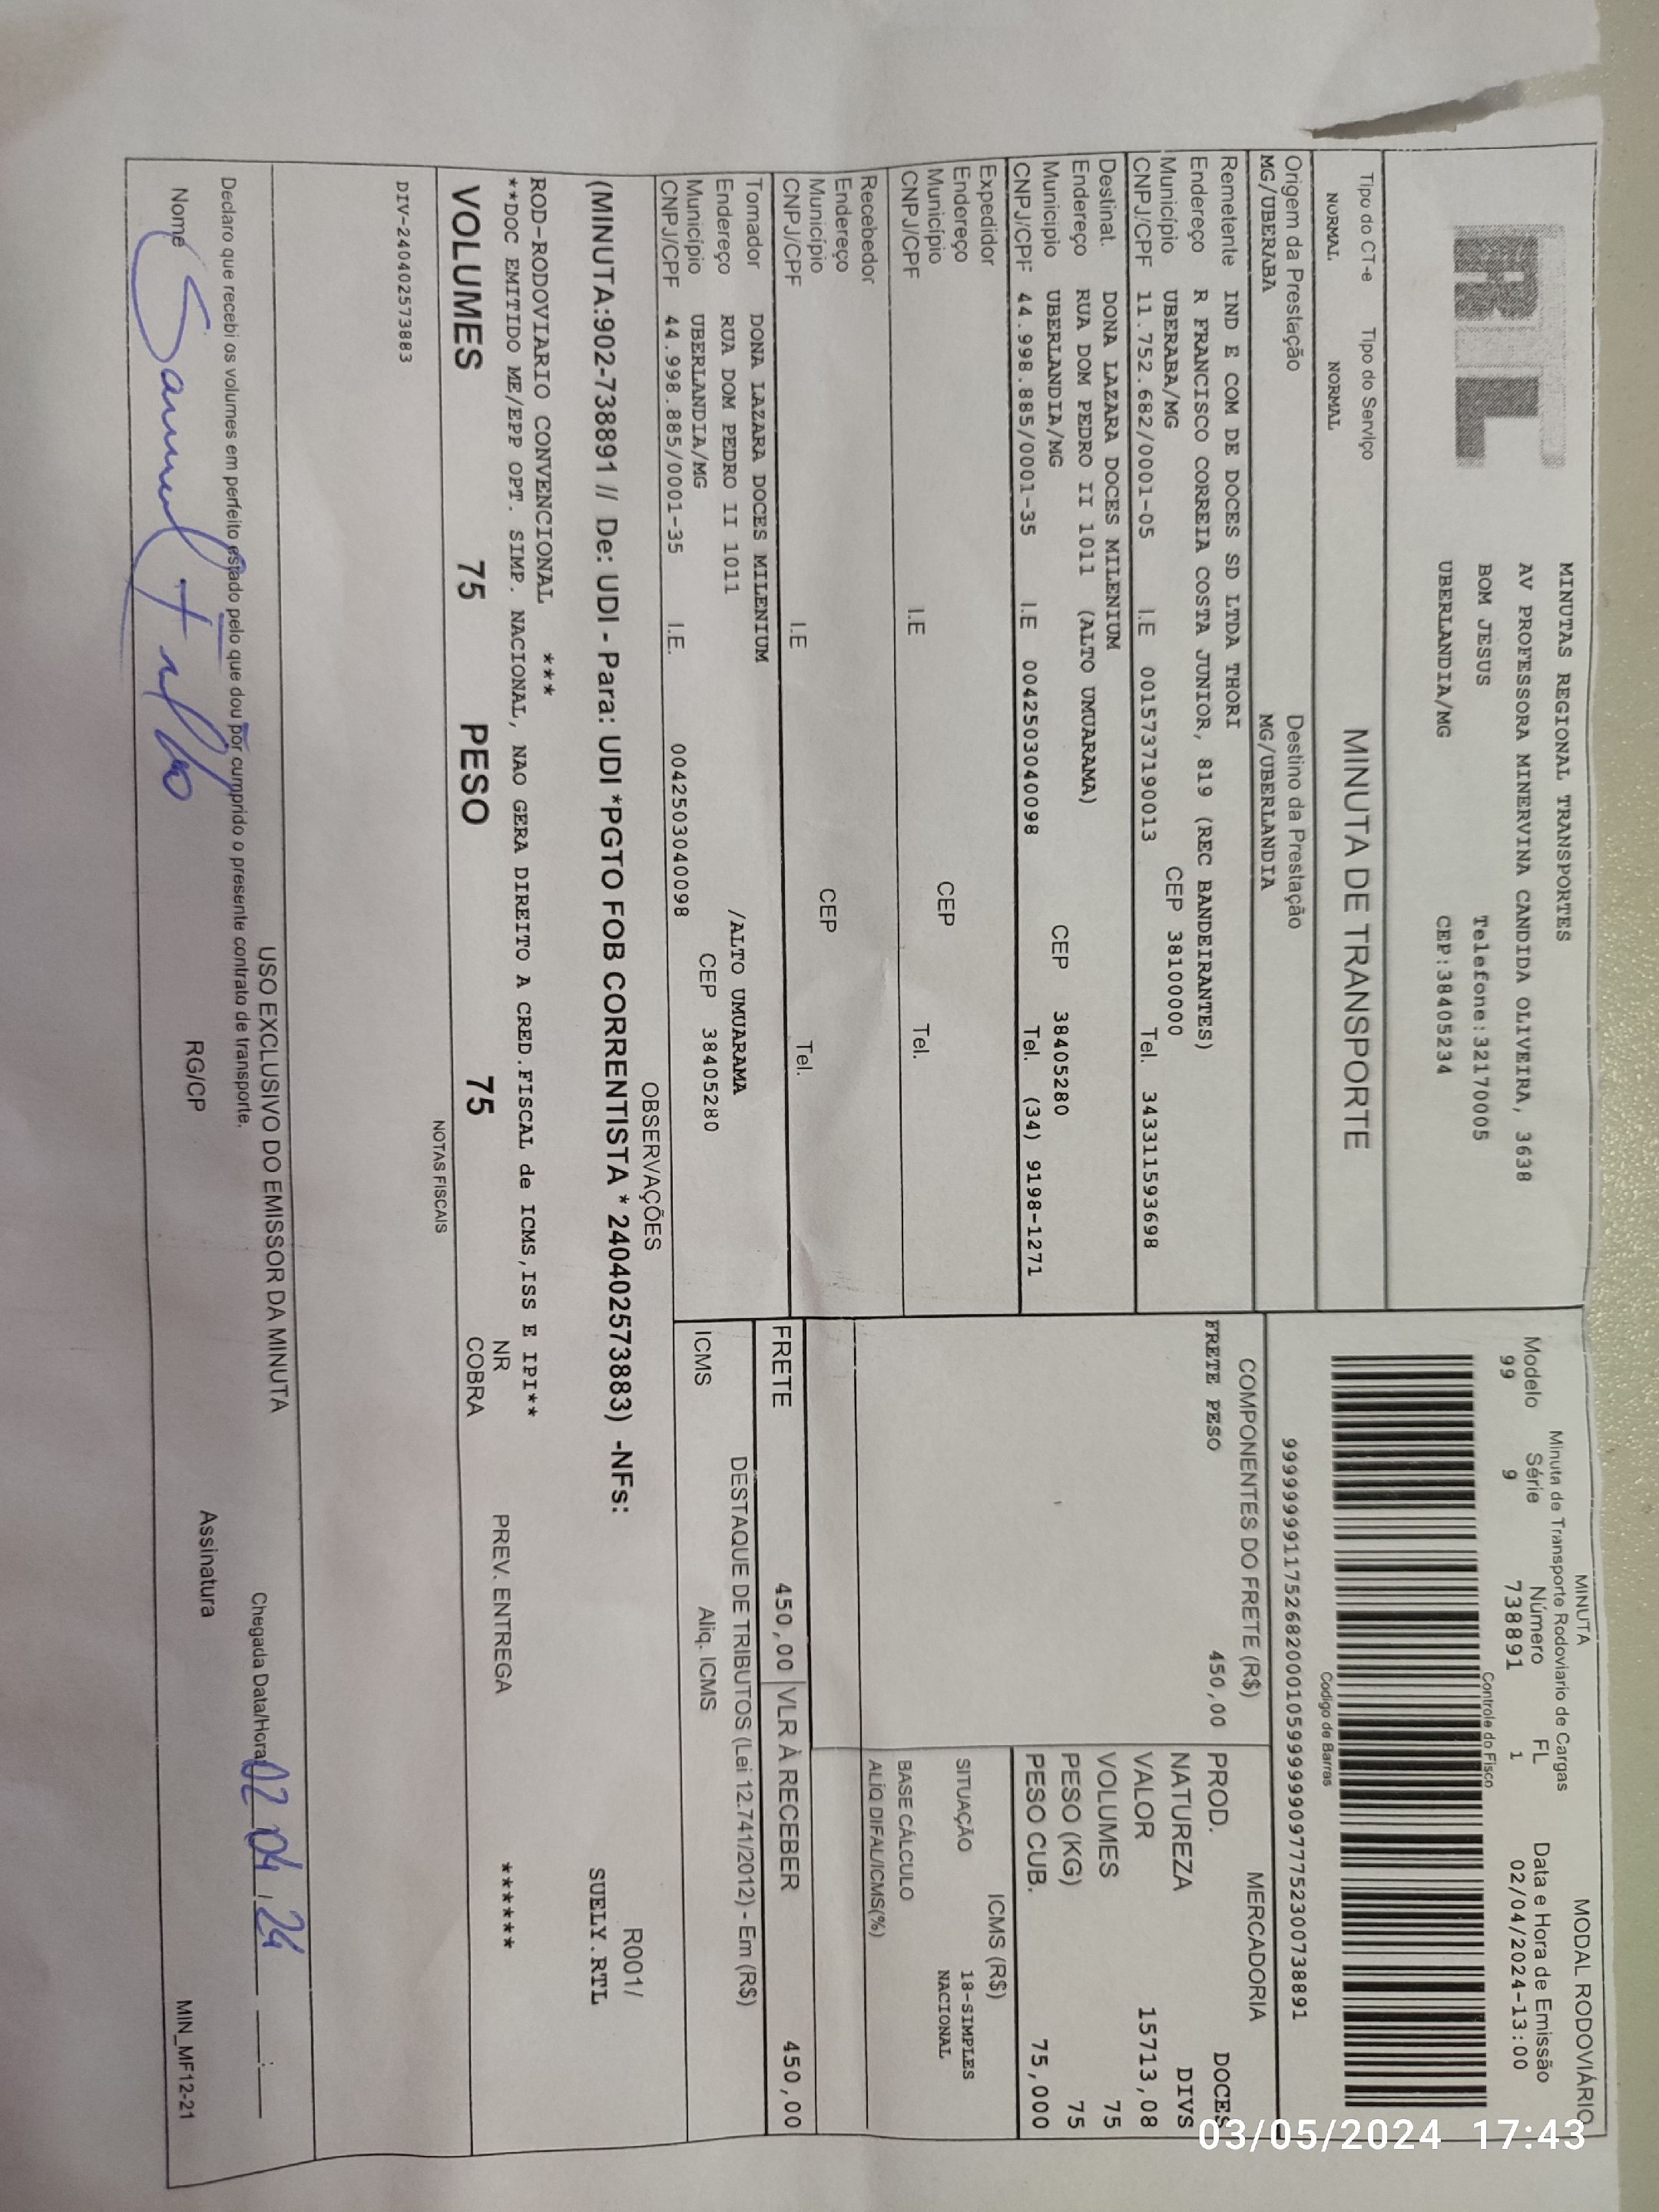 RTL
MINUTAS REGIONAL TRANSPORTES
AV PROFESSORA MINERVINA CANDIDA OLIVEIRA, 3638
BOM JESUS Telefone:32170005
UBERLANDIA/MG CEP:38405234
MINUTA MODAL RODOVIÁRIO
Minuta de Transporte Rodoviario de Cargas
Modelo Série Número FL Data e Hora de Emissão
99 9 738891 1 02/04/2024-13:00
Controle do Fisco
Codigo de Barras
Tipo do CT-e Tipo do Serviço
NORMAL NORMAL
MINUTA DE TRANSPORTE
Origem da Prestação Destino da Prestação
MG/UBERABA MG/UBERLANDIA
Remetente IND E COM DE DOCES SD LTDA THORI
Endereço R FRANCISCO CORREIA COSTA JUNIOR, 819 (REC BANDEIRANTES)
Município UBERABA/MG CEP 38100000
CNPJ/CPF 11.752.682/0001-05 I.E 0015737190013 Tel. 34331159​3698
Destinat. DONA LAZARA DOCES MILENIUM
Endereço RUA DOM PEDRO II 1011 (ALTO UMUARAMA)
Municipio UBERLANDIA/MG CEP 38405280
CNPJ/CPF 44.998.885/0001-35 I.E 0042503040098 Tel. (34) 9198-1271
Expedidor
Endereço
Município CEP
CNPJ/CPF I.E Tel.
Recebedor
Endereço
Município CEP
CNPJ/CPF I.E Tel.
Tomador DONA LAZARA DOCES MILENIUM
Endereço RUA DOM PEDRO II 1011 /ALTO UMUARAMA
Município UBERLANDIA/MG CEP 38405280
CNPJ/CPF 44.998.885/0001-35 I.E. 0042503040098
COMPONENTES DO FRETE (R$)
FRETE PESO 450,00
MERCADORIA
PROD. DOCES
NATUREZA DIVS
VALOR 15713,08
VOLUMES 75
PESO (KG) 75
PESO CUB. 75,000
ICMS (R$)
SITUAÇÃO 18-SIMPLES
NACIONAL
BASE CÁLCULO
ALIQ DIFAL/ICMS(%)
FRETE 450,00 VLR À RECEBER 450,00
DESTAQUE DE TRIBUTOS (Lei 12.741/2012) - Em (R$)
ICMS Aliq. ICMS
OBSERVAÇÕES
R001/
(MINUTA:902-738891 // De: UDI - Para: UDI *PGTO FOB CORRENTISTA * 2404025​73883) -NFs:
SUELY.RTL
ROD-RODOVIARIO CONVENCIONAL ***
**DOC EMITIDO ME/EPP OPT. SIMP. NACIONAL, NAO GERA DIREITO A CRED.FISCAL de ICMS,ISS E IPI**
VOLUMES 75 PESO 75 NR COBRA PREV. ENTREGA ******
NOTAS FISCAIS
DIV-240402573883
USO EXCLUSIVO DO EMISSOR DA MINUTA
Declaro que recebi os volumes em perfeito estado pelo que dou por cumprido o presente contrato de transporte.
Chegada Data/Hora 02 04 24
Nome Samuel RG/CP Assinatura
MIN_MF12-21
03/05/2024 17:43